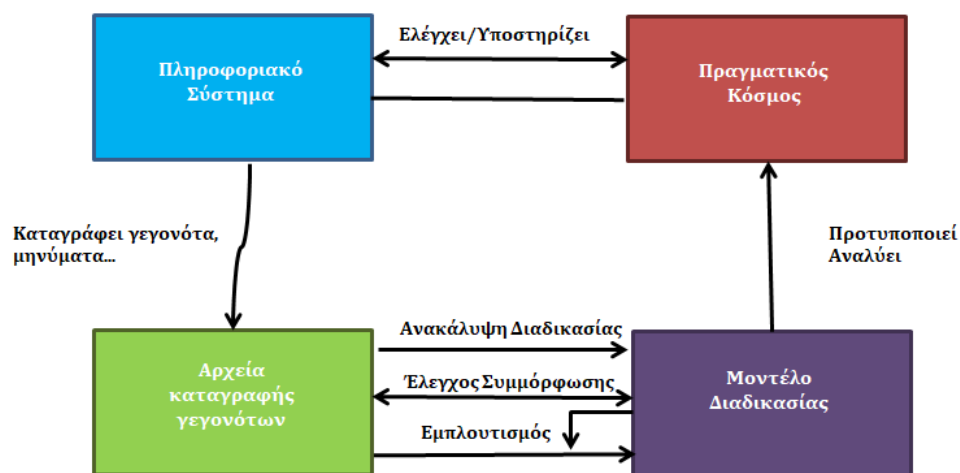 Ελέγχει/Υποστηρίζει
Πληροφοριακό
Σύστημα
Πραγματικός
Κόσμος
Καταγράφει γεγονότα,
μηνύματα...
Προτυποποιεί
Αναλύει
Ανακάλυψη Διαδικασίας
Αρχεία
καταγραφής
γεγονότων
Έλεγχος Συμμόρφωσης
Μοντέλο
Διαδικασίας
Εμπλουτισμός